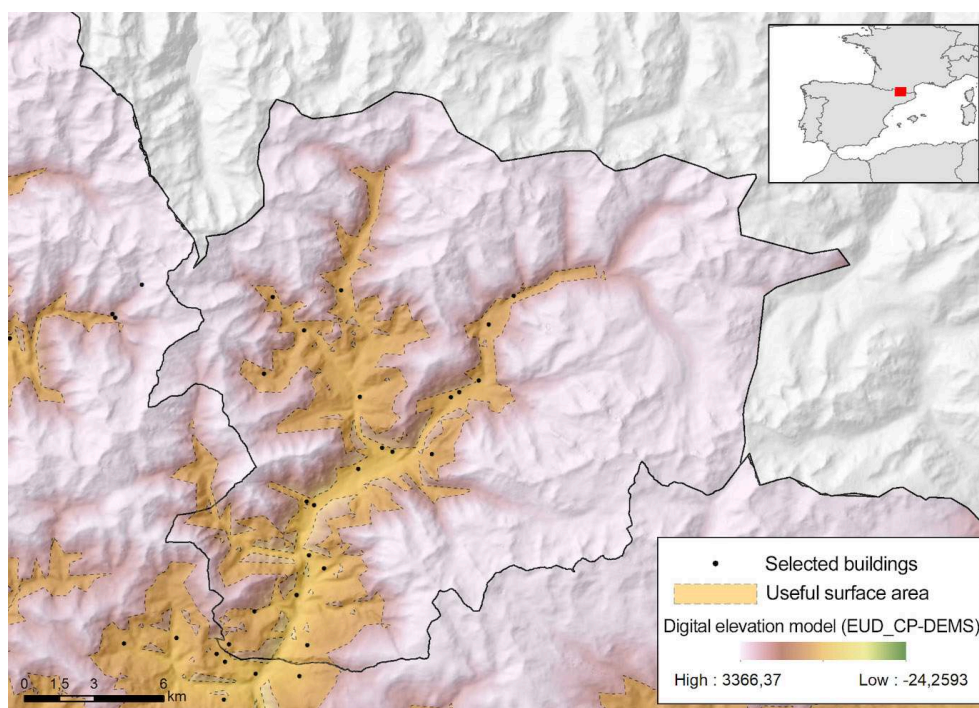 Selected buildings
Useful surface area
Digital elevation model (EUD_CP-DEMS)
High : 3366,37 Low : -24,2593
0 1,5 3 6
km